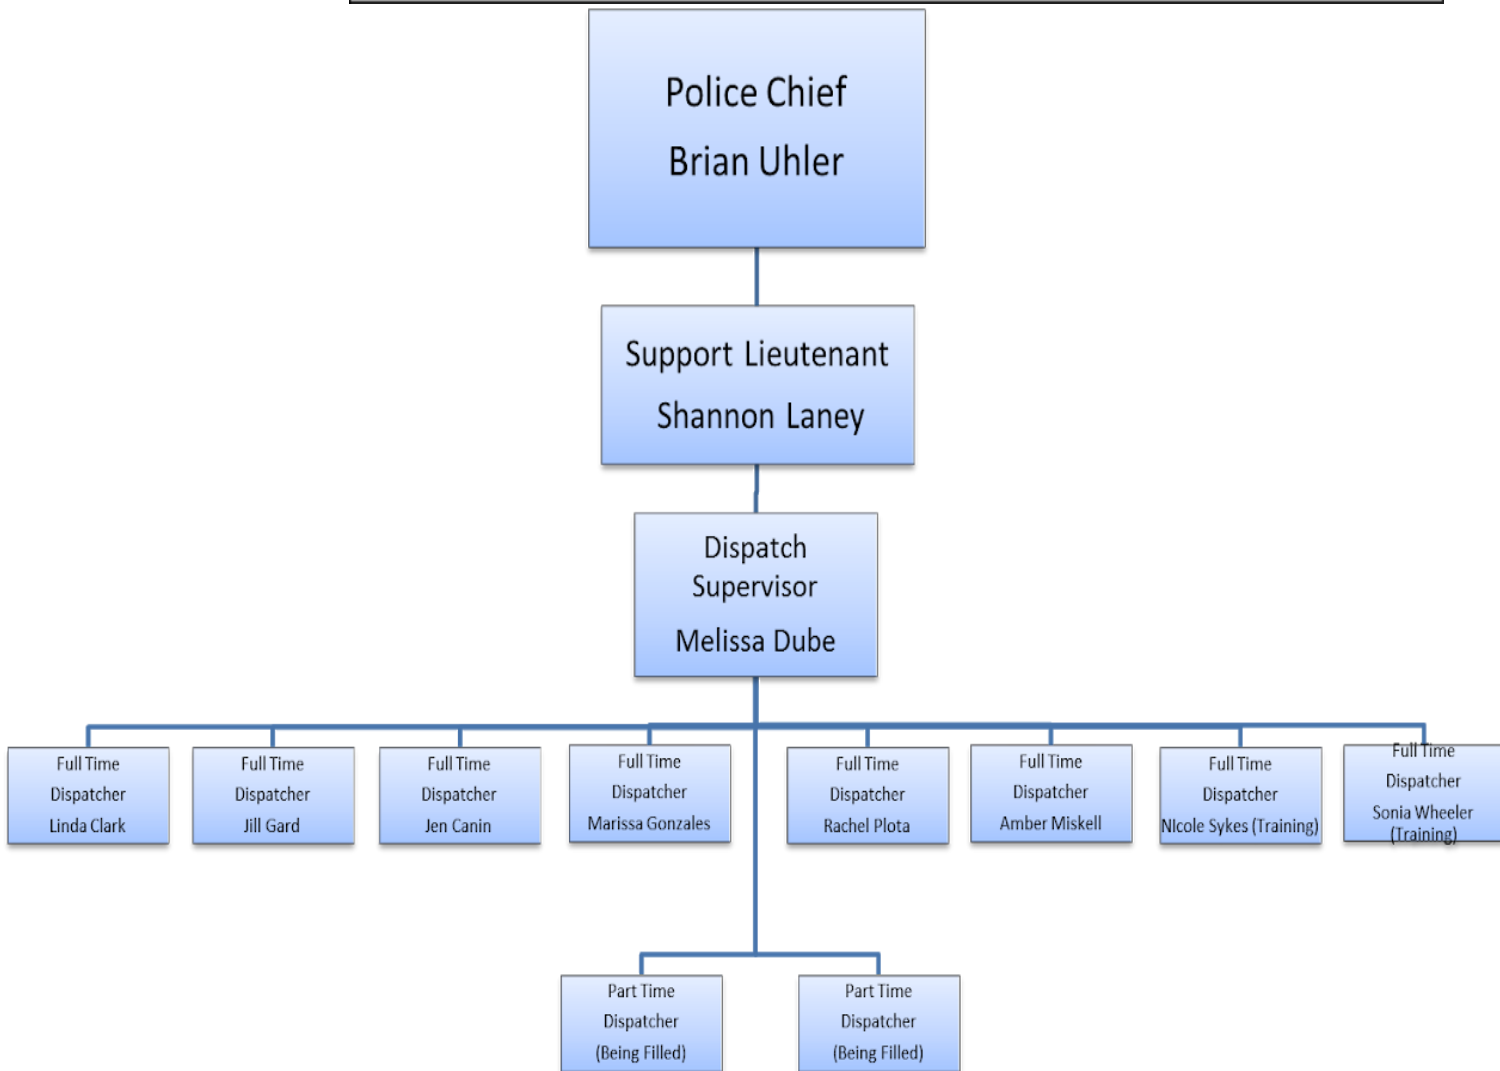 Police Chief
Brian Uhler
Support Lieutenant
Shannon Laney
Dispatch
Supervisor
Melissa Dube
Full Time
Dispatcher
Linda Clark
Full Time
Dispatcher
Jill Gard
Full Time
Dispatcher
Jen Canin
Full Time
Dispatcher
Marissa Gonzales
Full Time
Dispatcher
Rachel Plota
Full Time
Dispatcher
Amber Miskell
Full Time
Dispatcher
NIcole Sykes (Training)
Full Time
Dispatcher
Sonia Wheeler
(Training)
Part Time
Dispatcher
(Being Filled)
Part Time
Dispatcher
(Being Filled)